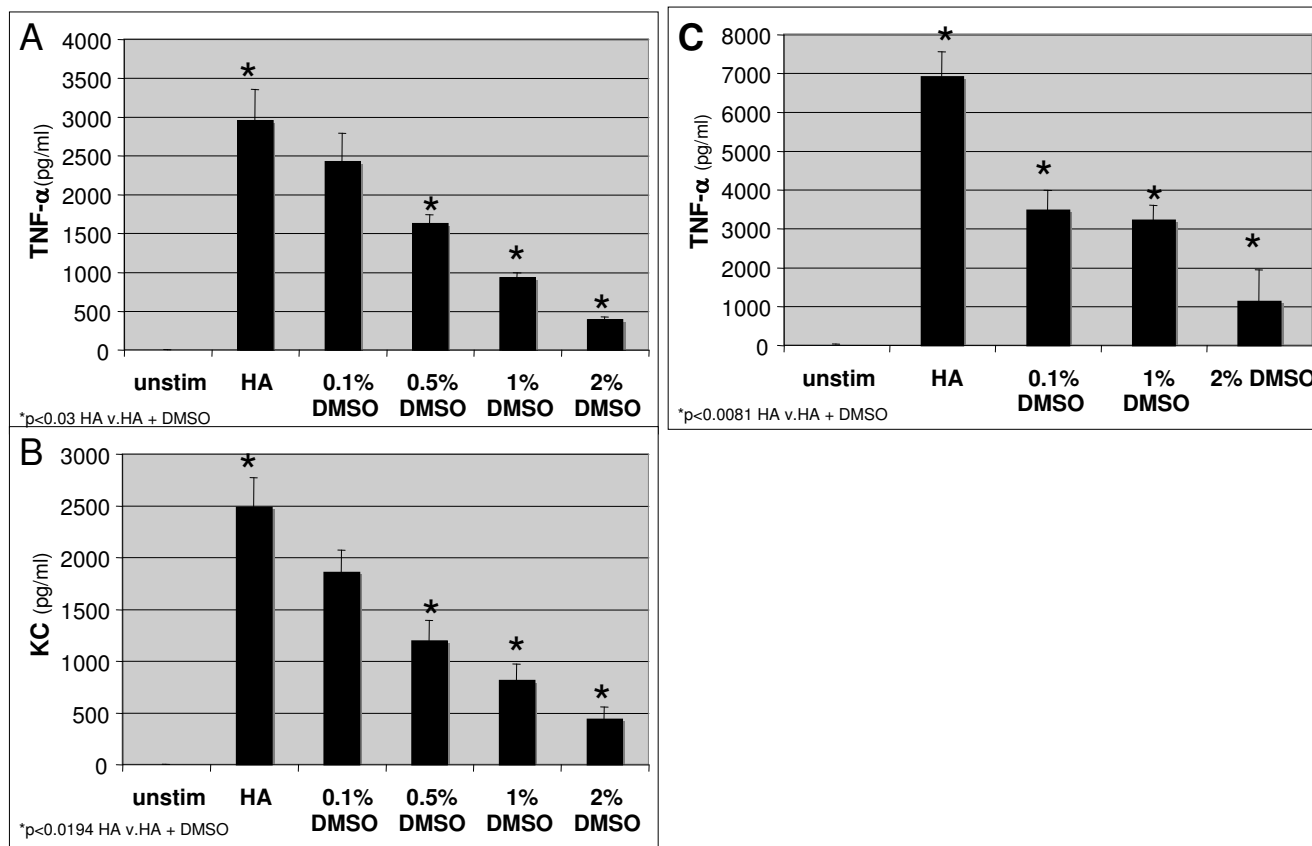 A
4000
3500
3000
2500
2000
1500
1000
500
0
TNF-α(pg/ml)
*
*
*
*
unstim HA 0.1% 0.5% 1% 2%
DMSO DMSO DMSO DMSO
*p<0.03 HA v.HA + DMSO
B
3000
2500
2000
1500
1000
500
0
KC (pg/ml)
*
*
*
*
unstim HA 0.1% 0.5% 1% 2%
DMSO DMSO DMSO DMSO
*p<0.0194 HA v.HA + DMSO
C
8000
7000
6000
5000
4000
3000
2000
1000
0
TNF-α (pg/ml)
*
*
*
*
unstim HA 0.1% 1% 2% DMSO
DMSO DMSO
*p<0.0081 HA v.HA + DMSO